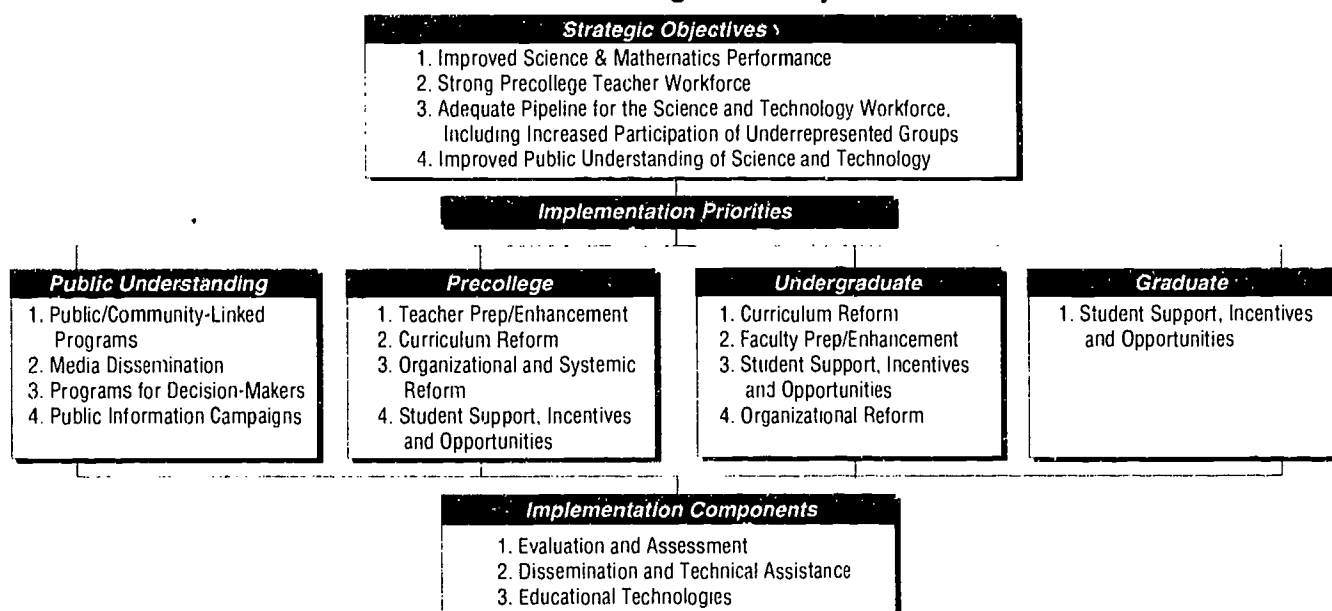 Strategic Objectives
1. Improved Science & Mathematics Performance
2. Strong Precollege Teacher Workforce
3. Adequate Pipeline for the Science and Technology Workforce,
Including Increased Participation of Underrepresented Groups
4. Improved Public Understanding of Science and Technology
Implementation Priorities
Public Understanding
1. Public/Community-Linked
Programs
2. Media Dissemination
3. Programs for Decision-Makers
4. Public Information Campaigns
Precollege
1. Teacher Prep/Enhancement
2. Curriculum Reform
3. Organizational and Systemic
Reform
4. Student Support, Incentives
and Opportunities
Undergraduate
1. Curriculum Reform
2. Faculty Prep/Enhancement
3. Student Support, Incentives
and Opportunities
4. Organizational Reform
Graduate
1. Student Support, Incentives
and Opportunities
Implementation Components
1. Evaluation and Assessment
2. Dissemination and Technical Assistance
3. Educational Technologies